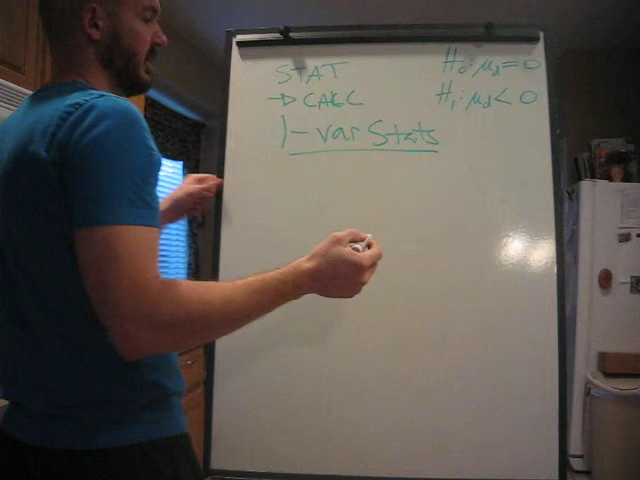 STAT
→ CALC
1-var Stats
H₀: μd = 0
H₁: μd < 0